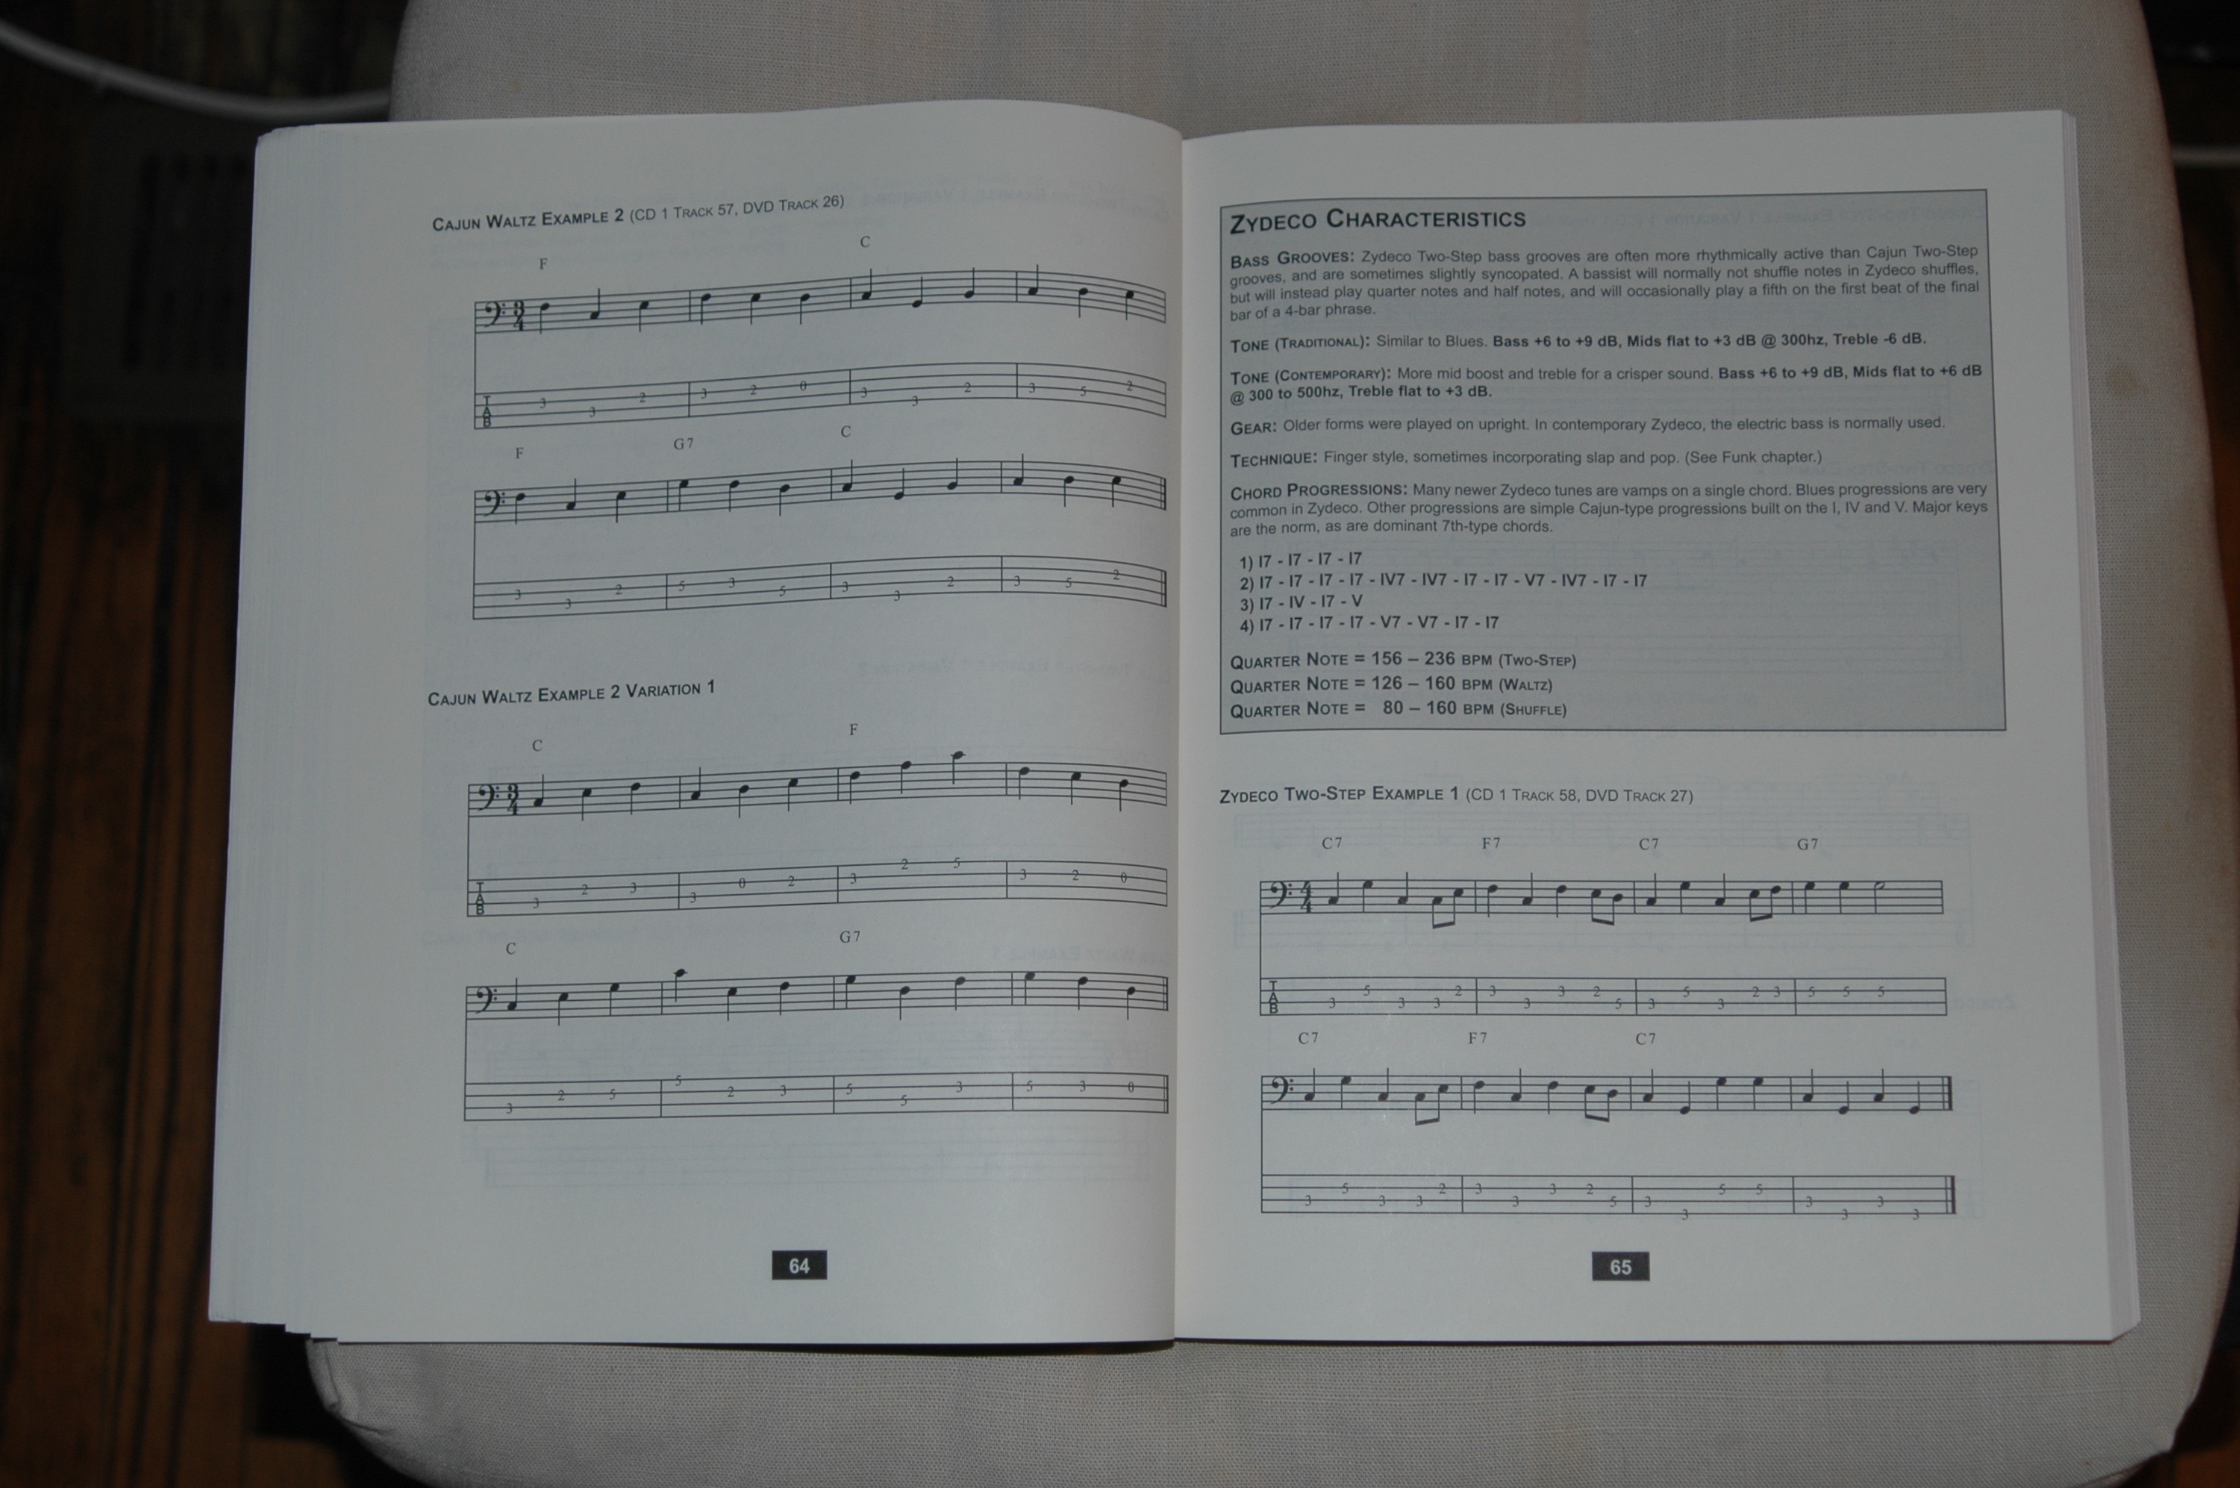 CAJUN WALTZ EXAMPLE 2 (CD 1 TRACK 57, DVD TRACK 26)
F C
3 4
T A B 3 3 2 3 2 0 3 3 2 3 5 2
F G7 C
3 3 2 5 3 5 3 3 2 3 5 2
CAJUN WALTZ EXAMPLE 2 VARIATION 1
C F
3 4
T A B 3 2 3 3 0 2 3 2 5 3 2 0
C G7
3 2 5 5 2 3 5 5 3 5 3 0
64
ZYDECO CHARACTERISTICS
BASS GROOVES: Zydeco Two-Step bass grooves are often more rhythmically active than Cajun Two-Step
grooves, and are sometimes slightly syncopated. A bassist will normally not shuffle notes in Zydeco shuffles,
but will instead play quarter notes and half notes, and will occasionally play a fifth on the first beat of the final
bar of a 4-bar phrase.
TONE (TRADITIONAL): Similar to Blues. Bass +6 to +9 dB, Mids flat to +3 dB @ 300hz, Treble -6 dB.
TONE (CONTEMPORARY): More mid boost and treble for a crisper sound. Bass +6 to +9 dB, Mids flat to +6 dB
@ 300 to 500hz, Treble flat to +3 dB.
GEAR: Older forms were played on upright. In contemporary Zydeco, the electric bass is normally used.
TECHNIQUE: Finger style, sometimes incorporating slap and pop. (See Funk chapter.)
CHORD PROGRESSIONS: Many newer Zydeco tunes are vamps on a single chord. Blues progressions are very
common in Zydeco. Other progressions are simple Cajun-type progressions built on the I, IV and V. Major keys
are the norm, as are dominant 7th-type chords.
1) I7 - I7 - I7 - I7
2) I7 - I7 - I7 - I7 - IV7 - IV7 - I7 - I7 - V7 - IV7 - I7 - I7
3) I7 - IV - I7 - V
4) I7 - I7 - I7 - I7 - V7 - V7 - I7 - I7
QUARTER NOTE = 156 – 236 BPM (TWO-STEP)
QUARTER NOTE = 126 – 160 BPM (WALTZ)
QUARTER NOTE = 80 – 160 BPM (SHUFFLE)
ZYDECO TWO-STEP EXAMPLE 1 (CD 1 TRACK 58, DVD TRACK 27)
C7 F7 C7 G7
4 4
T A B 3 5 3 3 2 3 3 3 2 5 3 5 3 2 3 5 5 5
C7 F7 C7
3 5 3 3 2 3 3 3 2 5 3 3 5 5 3 3 3 3
65